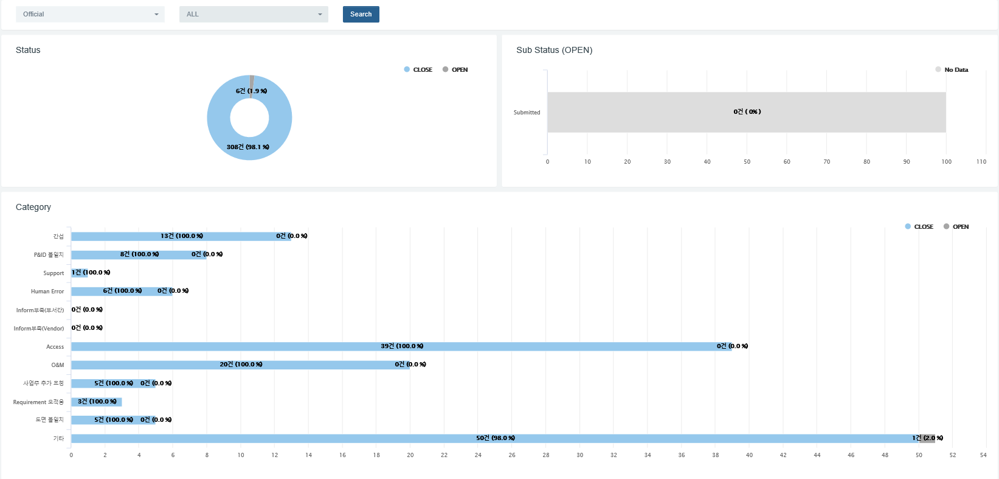 Official
ALL
Search
Status
CLOSE OPEN
6건 (1.9 %)
308건 (98.1 %)
Sub Status (OPEN)
No Data
Submitted 0건 ( 0% )
0 10 20 30 40 50 60 70 80 90 100 110
Category
CLOSE OPEN
간섭 13건 (100.0 %) 0건 (0.0 %)
P&ID 불일치 8건 (100.0 %) 0건 (0.0 %)
Support 1건 (100.0 %)
Human Error 6건 (100.0 %) 0건 (0.0 %)
Inform부족(부서간) 0건 (0.0 %)
Inform부족(Vendor) 0건 (0.0 %)
Access 39건 (100.0 %) 0건 (0.0 %)
O&M 20건 (100.0 %) 0건 (0.0 %)
사업주 추가 요청 5건 (100.0 %) 0건 (0.0 %)
Requirement 오적용 3건 (100.0 %)
도면 불일치 5건 (100.0 %) 0건 (0.0 %)
기타 50건 (98.0 %) 1건 (2.0 %)
0 2 4 6 8 10 12 14 16 18 20 22 24 26 28 30 32 34 36 38 40 42 44 46 48 50 52 54